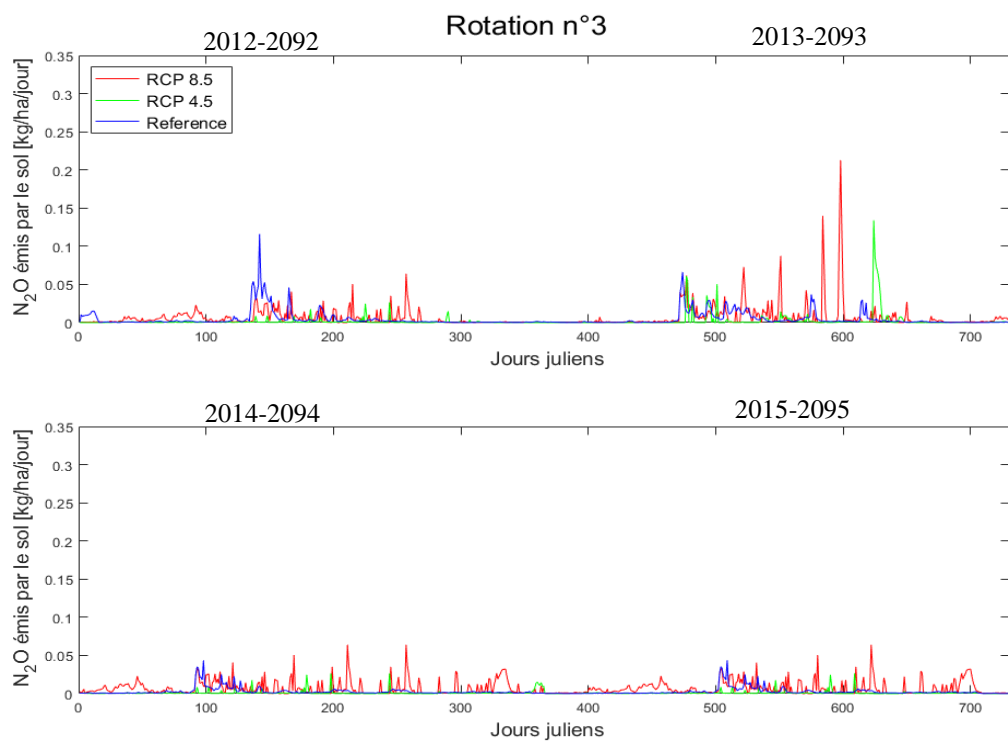 Rotation n°3
2012-2092
2013-2093
0.35
0.3
0.25
0.2
0.15
0.1
0.05
0
N₂O émis par le sol [kg/ha/jour]
RCP 8.5
RCP 4.5
Reference
0 100 200 300 400 500 600 700
Jours juliens
2014-2094
2015-2095
0.35
0.3
0.25
0.2
0.15
0.1
0.05
0
N₂O émis par le sol [kg/ha/jour]
0 100 200 300 400 500 600 700
Jours juliens